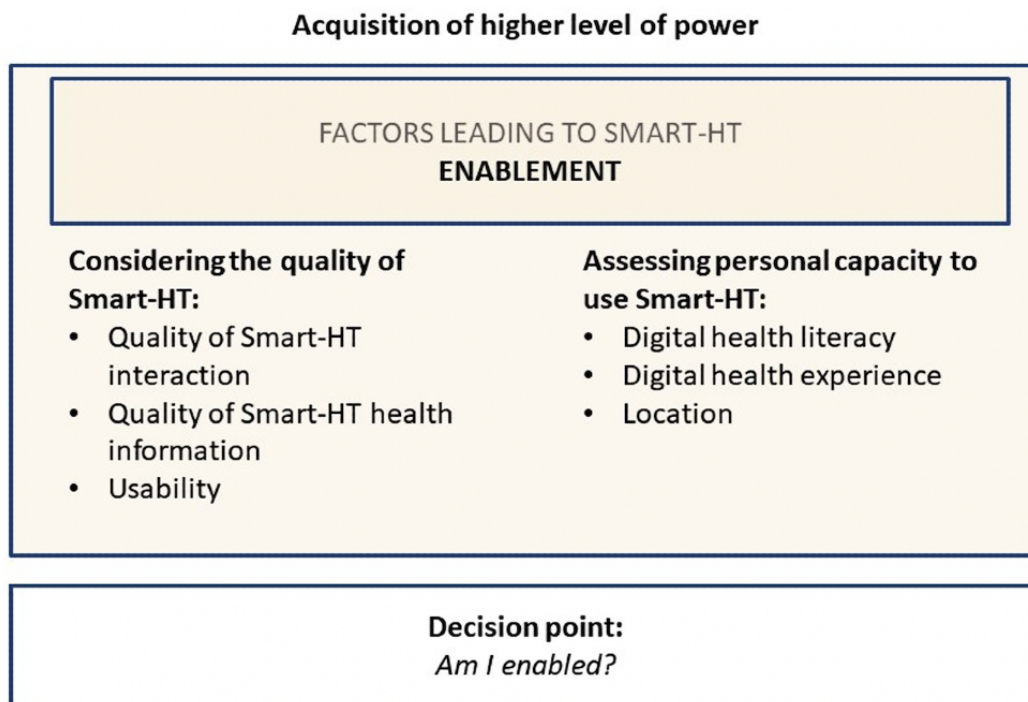 Acquisition of higher level of power
FACTORS LEADING TO SMART-HT
ENABLEMENT
Considering the quality of
Smart-HT:
• Quality of Smart-HT
interaction
• Quality of Smart-HT health
information
• Usability
Assessing personal capacity to
use Smart-HT:
• Digital health literacy
• Digital health experience
• Location
Decision point:
Am I enabled?